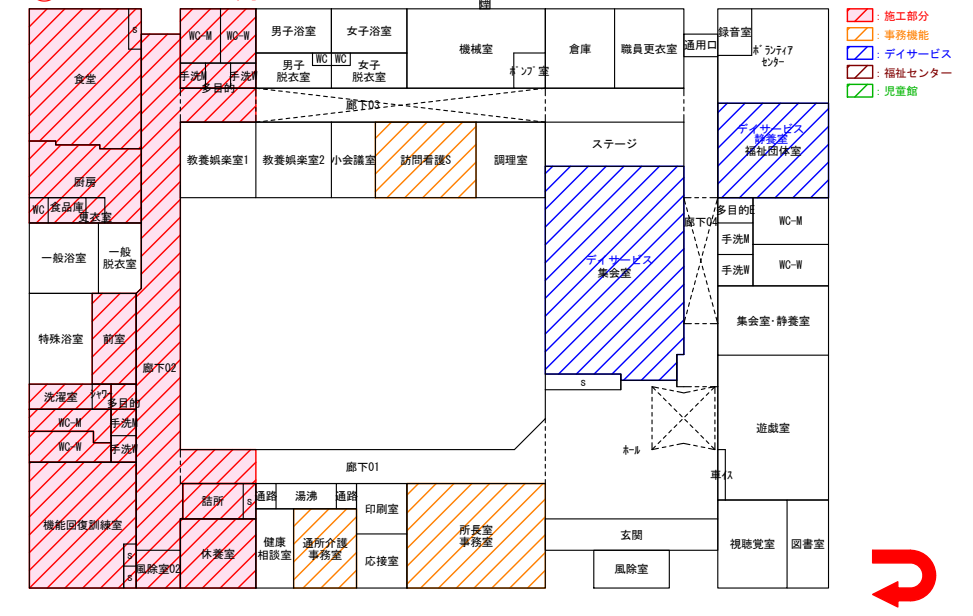 s
WC-M
WC-W
男子浴室
女子浴室
機械室
倉庫
職員更衣室
通用口
録音室
ボランティア
センター
：施工部分
：事務機能
：デイサービス
：福祉センター
：児童館
食堂
手洗M
手洗W
多目的
男子
脱衣室
WC
WC
女子
脱衣室
ポンプ室
廊下03
教養娯楽室1
教養娯楽室2
小会議室
訪問看護S
調理室
ステージ
デイサービス
静養室
福祉団体室
厨房
WC
食品庫
更衣室
一般浴室
一般
脱衣室
廊下04
多目的E
手洗M
手洗W
WC-M
WC-W
デイサービス
集会室
特殊浴室
前室
廊下02
集会室・静養室
洗濯室
シャワー
多目的
WC-M
手洗M
WC-W
手洗W
s
遊戯室
ホール
車イス
廊下01
機能回復訓練室
詰所
s
通路
湯沸
通路
印刷室
所長室
事務室
休養室
健康
相談室
通所介護
事務室
応接室
玄関
視聴覚室
図書室
s
s
風除室02
風除室